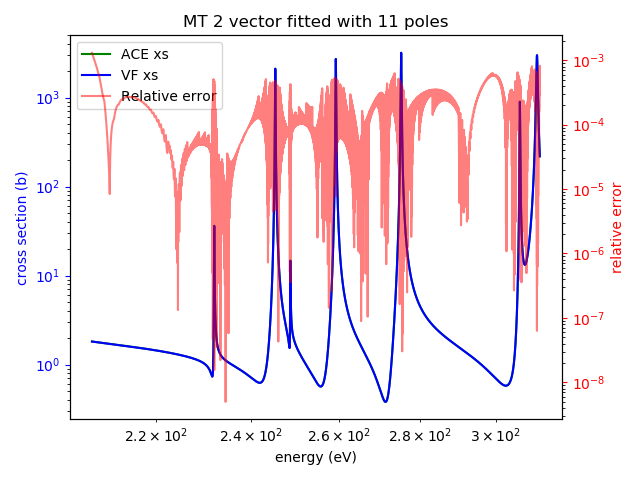 MT 2 vector fitted with 11 poles
ACE xs
VF xs
Relative error
cross section (b)
10³
10²
10¹
10⁰
10⁻³
10⁻⁴
10⁻⁵
10⁻⁶
10⁻⁷
10⁻⁸
relative error
2.2 × 10² 2.4 × 10² 2.6 × 10² 2.8 × 10² 3 × 10²
energy (eV)